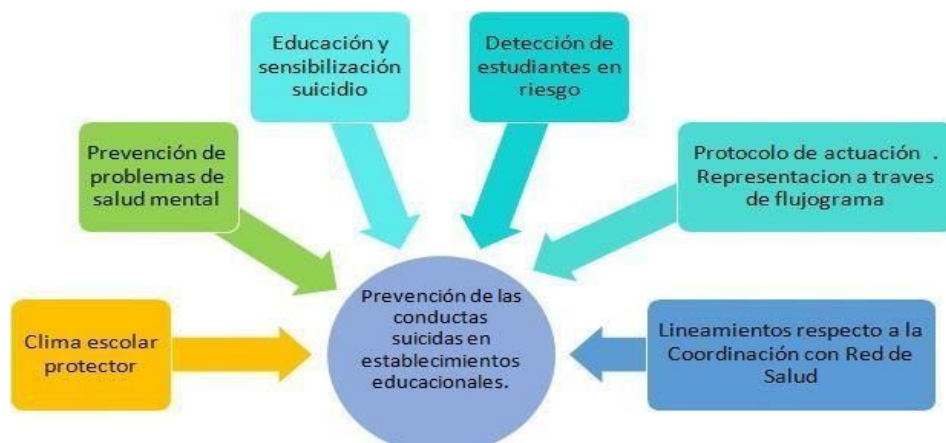 Educación y
sensibilización
suicidio
Detección de
estudiantes en
riesgo
Prevención de
problemas de
salud mental
Protocolo de actuación .
Representacion a traves
de flujograma
Clima escolar
protector
Prevención de las
conductas
suicidas en
establecimientos
educacionales.
Lineamientos respecto a la
Coordinación con Red de
Salud